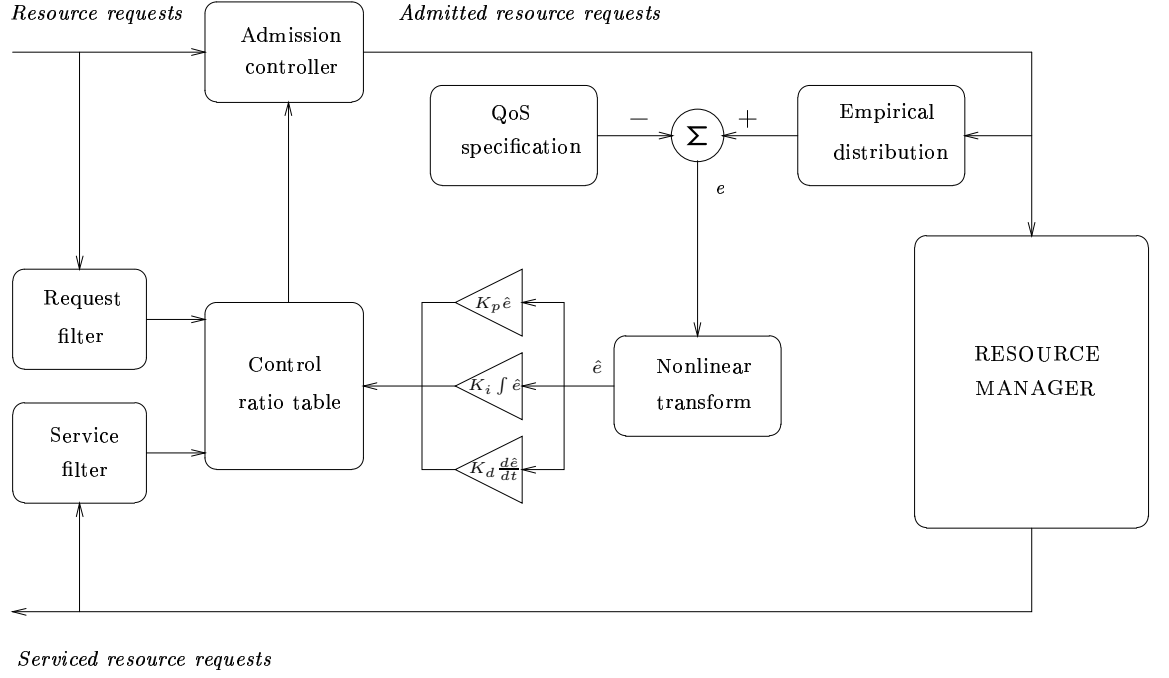 Resource requests
Admitted resource requests
Admission
controller
QoS
specification
−
Σ
+
Empirical
distribution
e
Request
filter
Control
ratio table
K_p ê
K_i ∫ ê
K_d dê/dt
ê
Nonlinear
transform
RESOURCE
MANAGER
Service
filter
Serviced resource requests